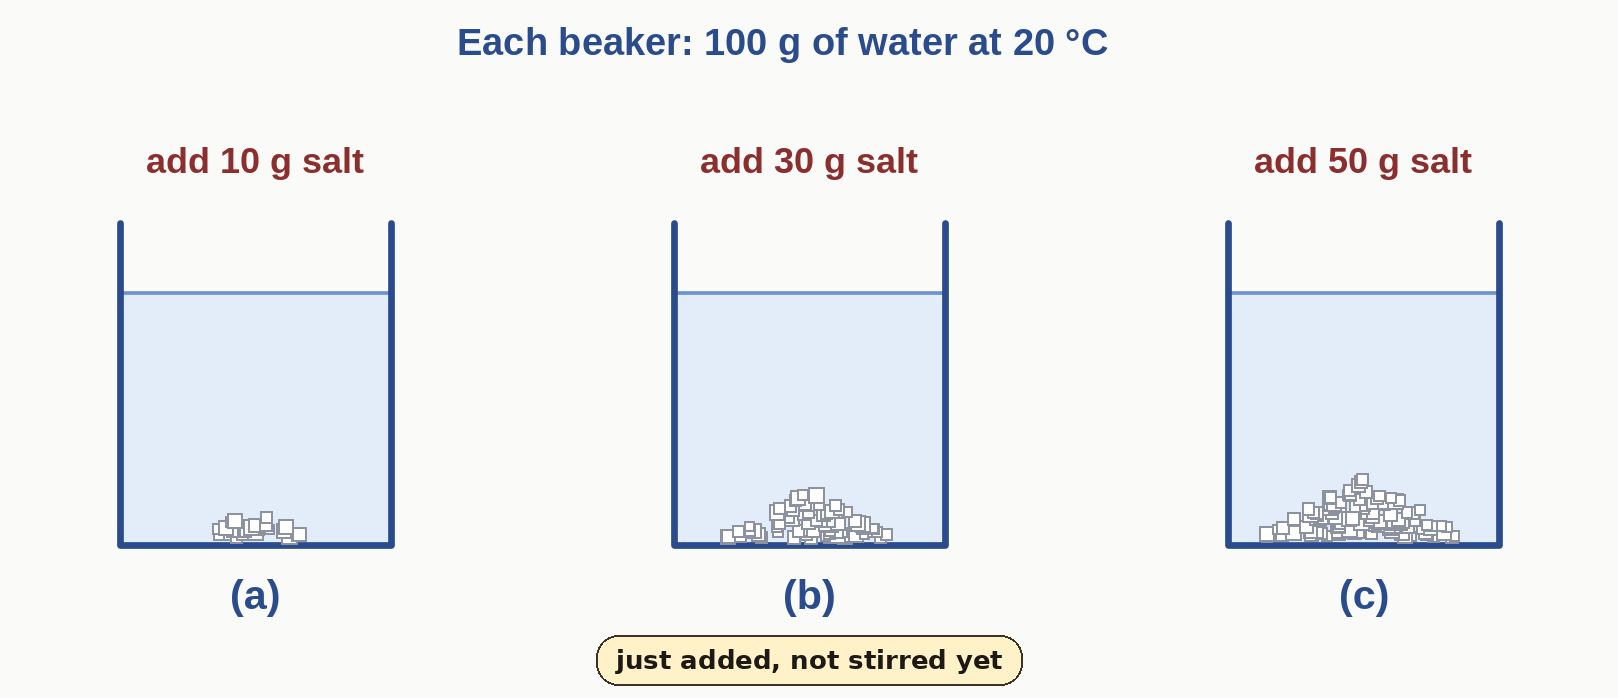 Each beaker: 100 g of water at 20 °C
add 10 g salt
add 30 g salt
add 50 g salt
(a)
(b)
(c)
just added, not stirred yet